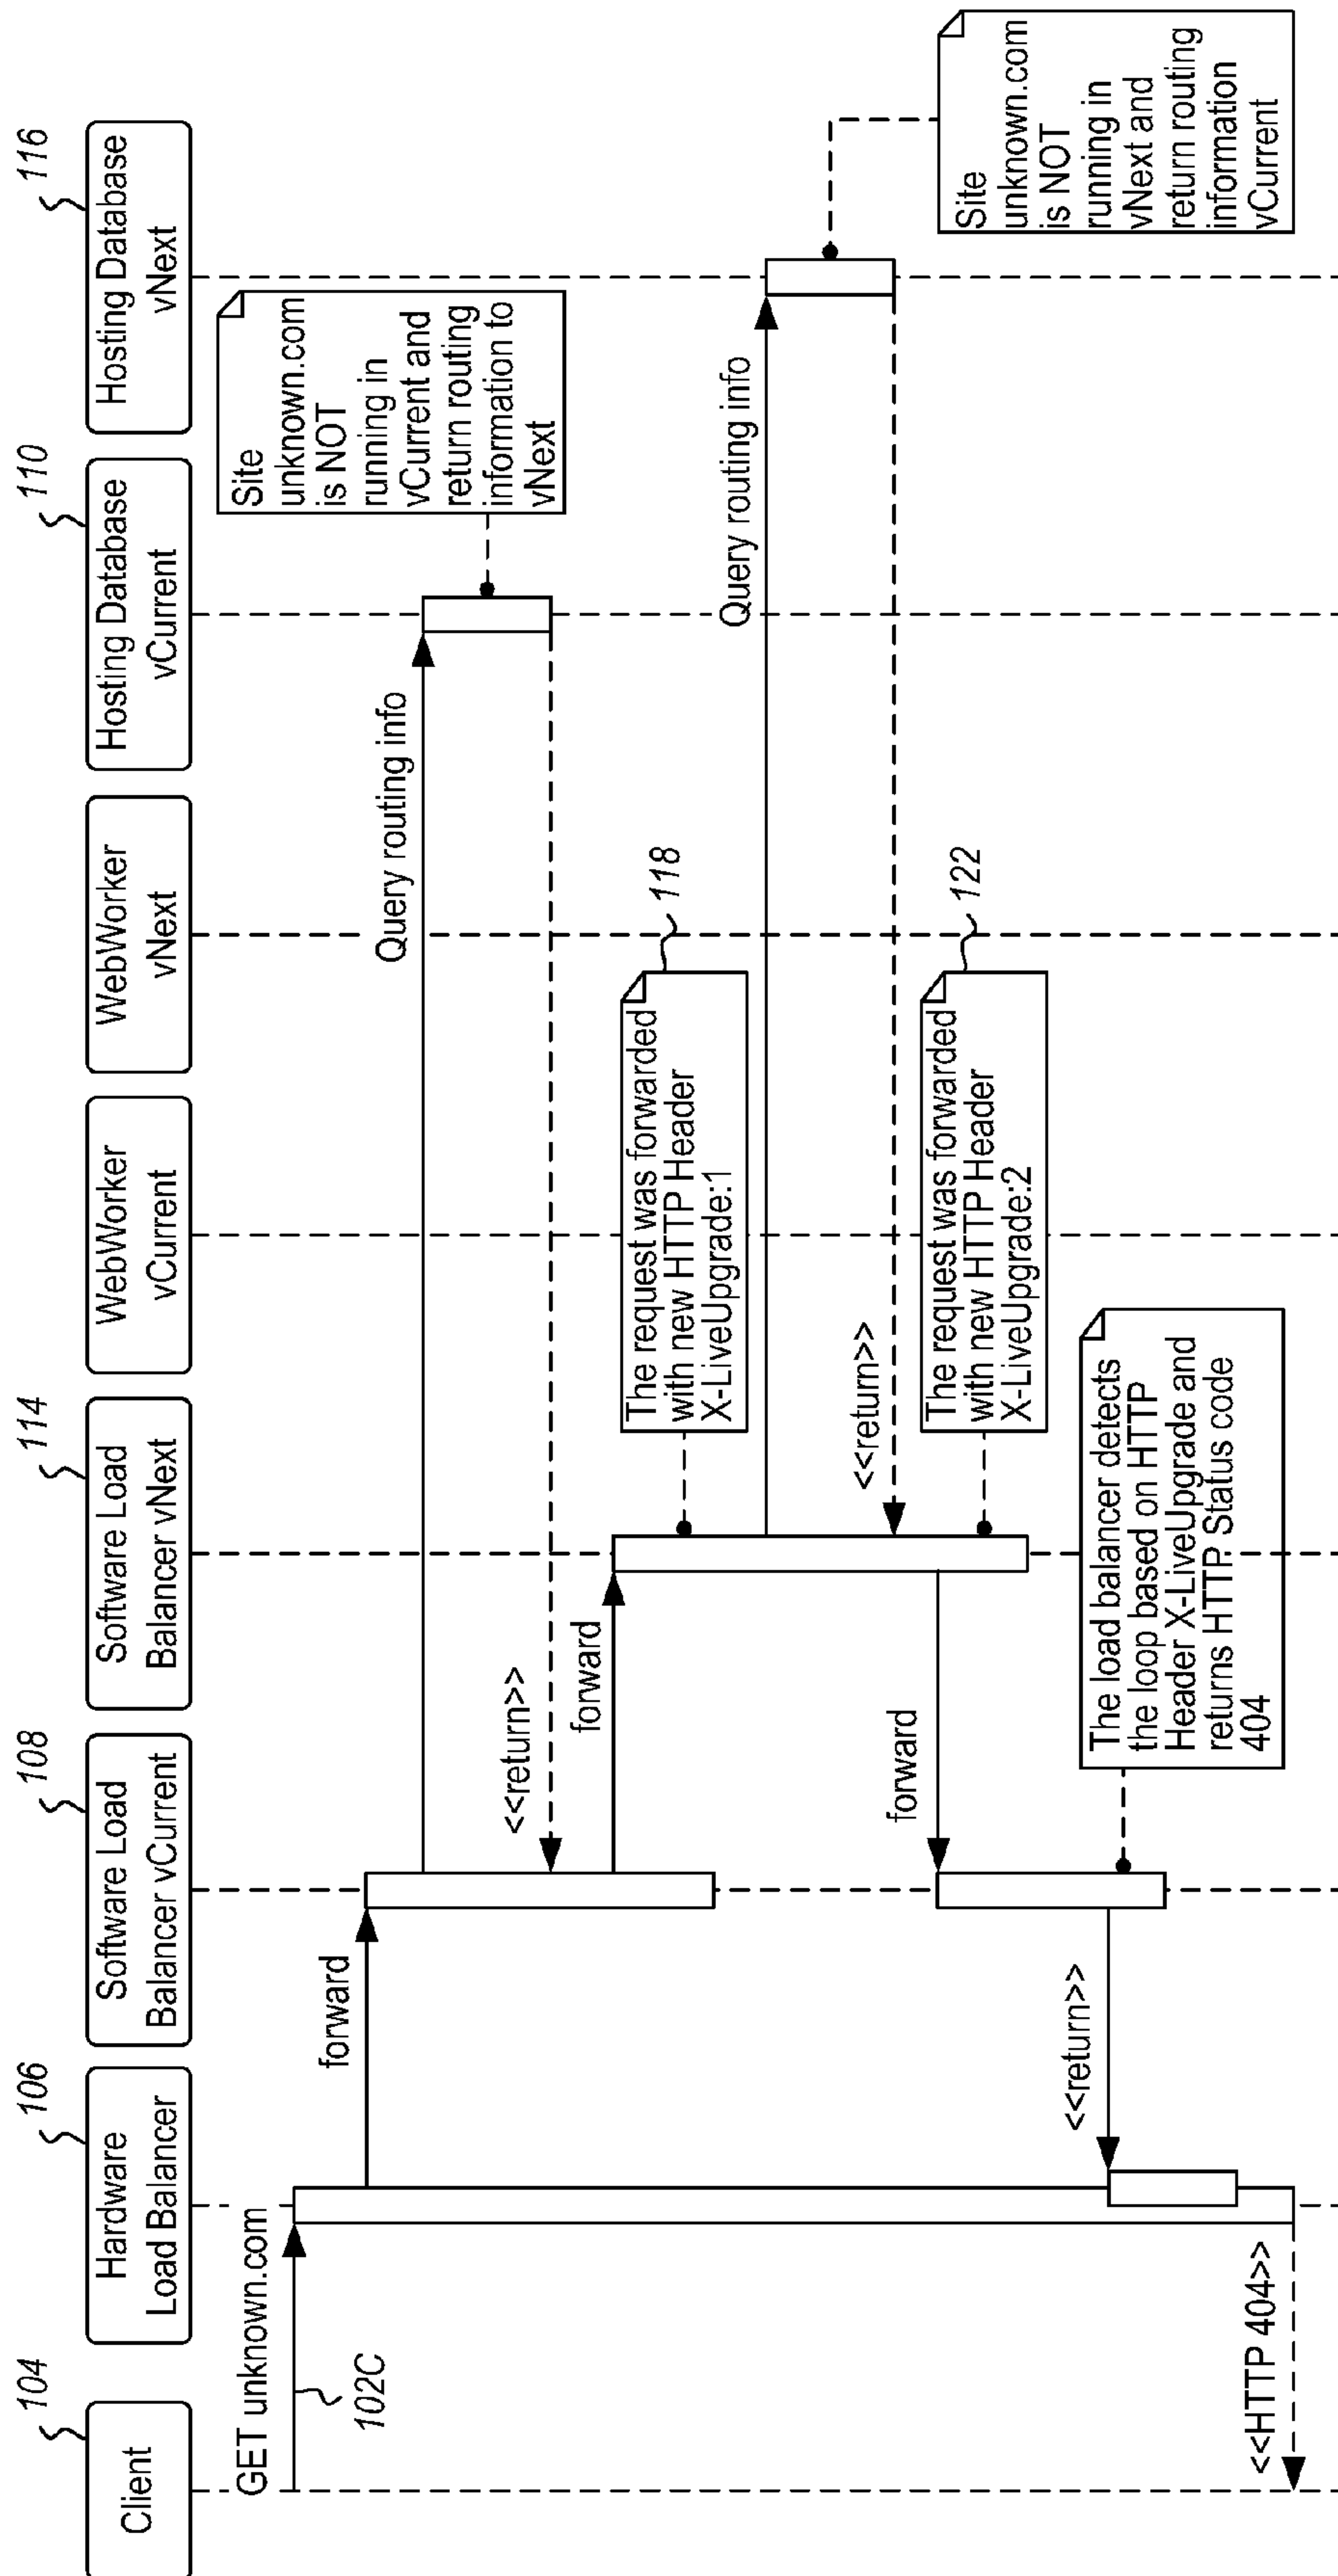 104
106
108
114
110
116
Client
Hardware
Load Balancer
Software Load
Balancer vCurrent
Software Load
Balancer vNext
WebWorker
vCurrent
WebWorker
vNext
Hosting Database
vCurrent
Hosting Database
vNext
GET unknown.com
102C
forward
Query routing info
Site
unknown.com
is NOT
running in
vCurrent and
return routing
information to
vNext
<<return>>
forward
The request was forwarded
with new HTTP Header
X-LiveUpgrade:1
118
Query routing info
Site
unknown.com
is NOT
running in
vNext and
return routing
information
vCurrent
<<return>>
forward
The request was forwarded
with new HTTP Header
X-LiveUpgrade:2
122
The load balancer detects
the loop based on HTTP
Header X-LiveUpgrade and
returns HTTP Status code
404
<<return>>
<<HTTP 404>>